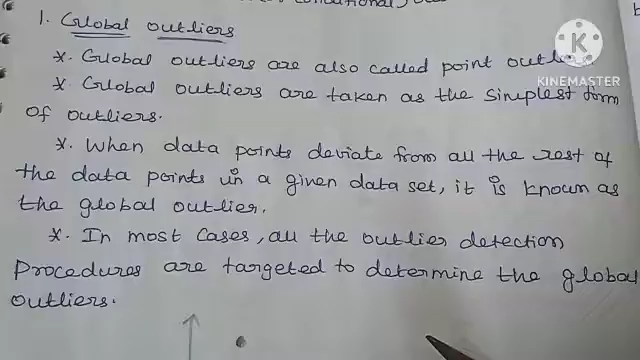 Conditional,
1. Global outliers
*. Global outliers are also called point outl
*. Global outliers are taken as the simplest form
of outliers.
*. When data points deviate from all the rest of
the data points in a given data set, it is known as
the global outlier.
*. In most cases, all the outlier detection
Procedures are targeted to determine the global
outliers.
K
KINEMASTER